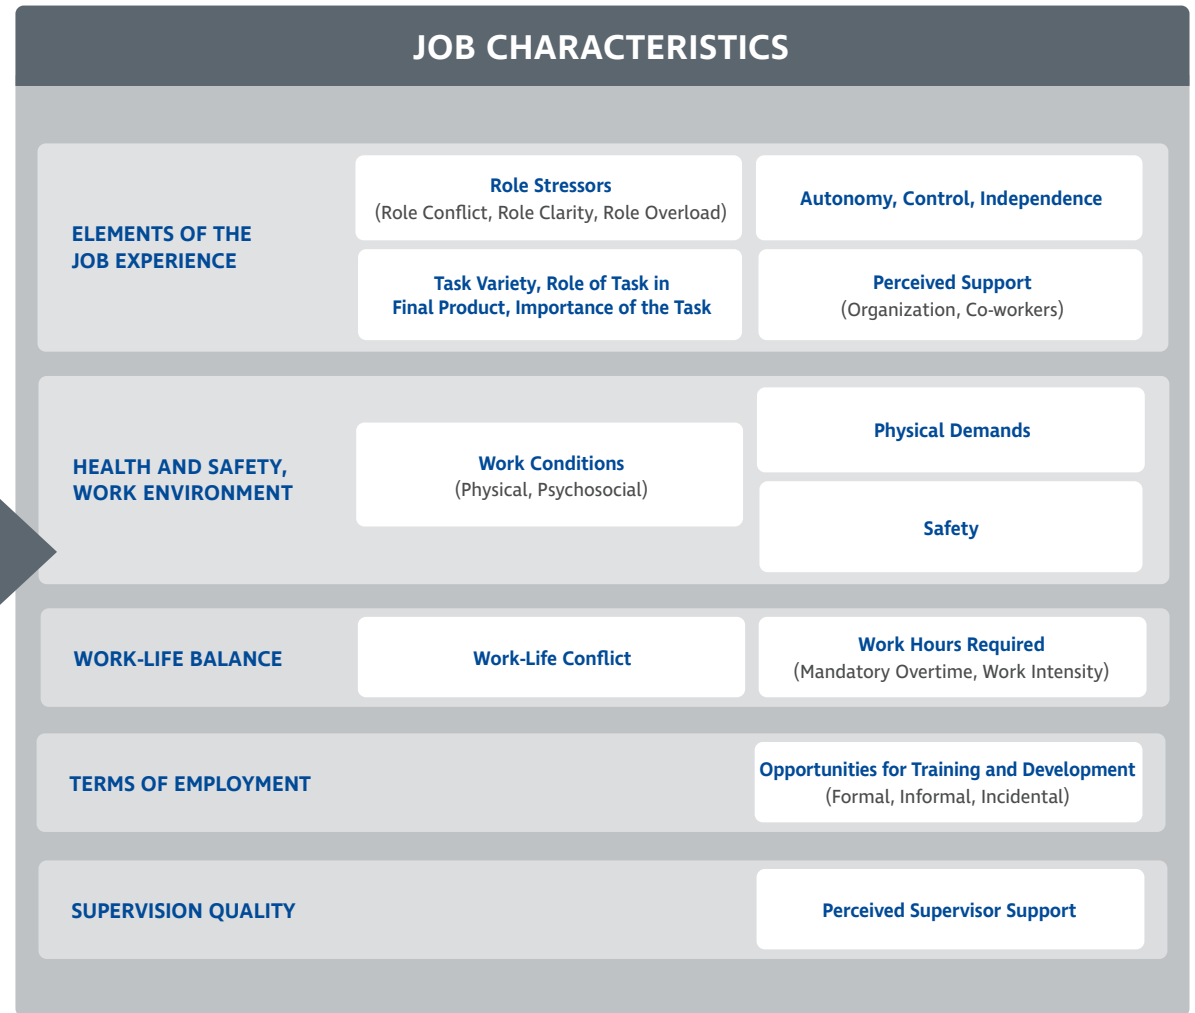 JOB CHARACTERISTICS
ELEMENTS OF THE
JOB EXPERIENCE
Role Stressors
(Role Conflict, Role Clarity, Role Overload)
Autonomy, Control, Independence
Task Variety, Role of Task in
Final Product, Importance of the Task
Perceived Support
(Organization, Co-workers)
HEALTH AND SAFETY,
WORK ENVIRONMENT
Work Conditions
(Physical, Psychosocial)
Physical Demands
Safety
WORK-LIFE BALANCE
Work-Life Conflict
Work Hours Required
(Mandatory Overtime, Work Intensity)
TERMS OF EMPLOYMENT
Opportunities for Training and Development
(Formal, Informal, Incidental)
SUPERVISION QUALITY
Perceived Supervisor Support